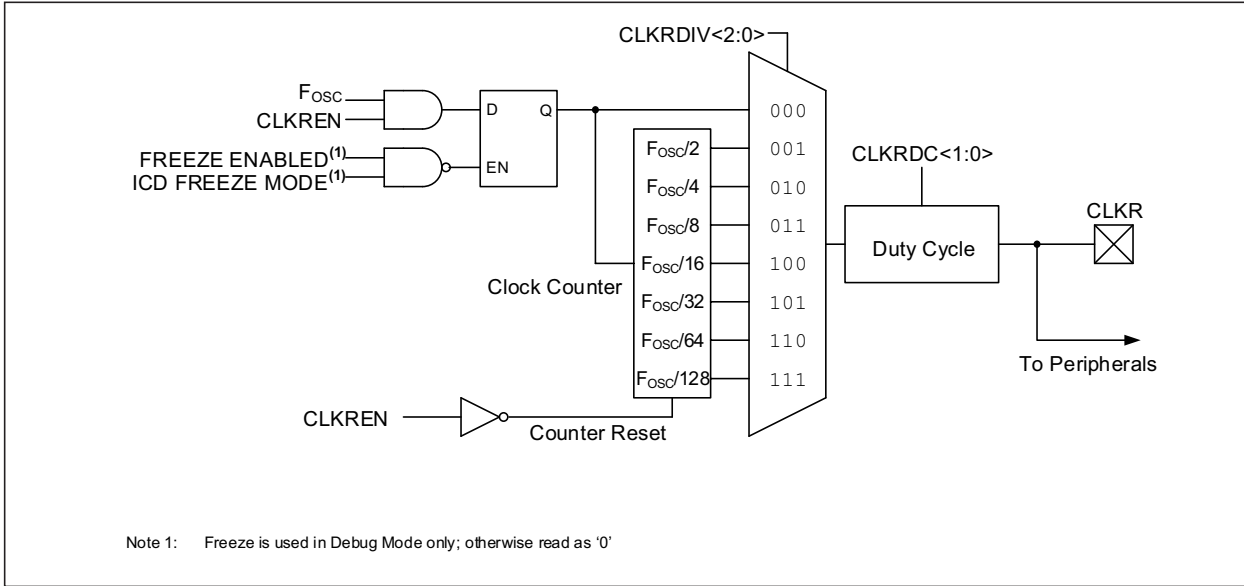 CLKRDIV<2:0>
FOSC
CLKREN
FREEZE ENABLED(1)
ICD FREEZE MODE(1)
D Q
EN
000
FOSC/2 001
FOSC/4 010
FOSC/8 011
FOSC/16 100
FOSC/32 101
FOSC/64 110
FOSC/128 111
Clock Counter
CLKRDC<1:0>
Duty Cycle
CLKR
To Peripherals
CLKREN
Counter Reset
Note 1: Freeze is used in Debug Mode only; otherwise read as ‘0’